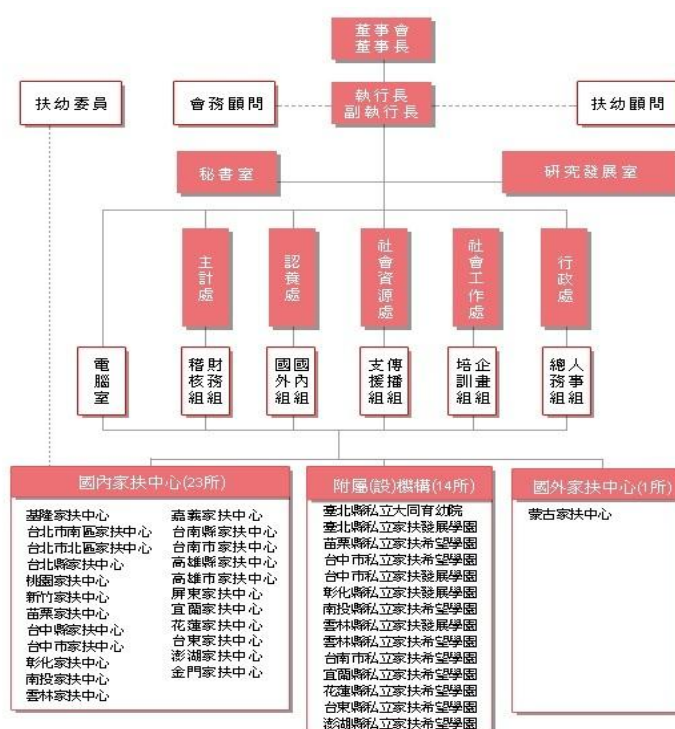 董事會
董事長
扶幼委員
會務顧問
執行長
副執行長
扶幼顧問
秘書室
研究發展室
主計處
認養處
社會資源處
社會工作處
行政處
電腦室
財務組
稽核組
國內組
國外組
傳播組
支援組
企畫組
培訓組
人事組
總務組
國內家扶中心(23所)
基隆家扶中心
台北市南區家扶中心
台北市北區家扶中心
台北縣家扶中心
桃園家扶中心
新竹家扶中心
苗栗家扶中心
台中縣家扶中心
台中市家扶中心
彰化家扶中心
南投家扶中心
雲林家扶中心
嘉義家扶中心
台南縣家扶中心
台南市家扶中心
高雄縣家扶中心
高雄市家扶中心
屏東家扶中心
宜蘭家扶中心
花蓮家扶中心
台東家扶中心
澎湖家扶中心
金門家扶中心
附屬(設)機構(14所)
臺北縣私立大同育幼院
臺北縣私立家扶發展學園
苗栗縣私立家扶希望學園
台中市私立家扶希望學園
台中市私立家扶發展學園
彰化縣私立家扶發展學園
南投縣私立家扶希望學園
雲林縣私立家扶發展學園
雲林縣私立家扶希望學園
台南市私立家扶希望學園
宜蘭縣私立家扶希望學園
花蓮縣私立家扶希望學園
台東縣私立家扶希望學園
澎湖縣私立家扶希望學園
國外家扶中心(1所)
蒙古家扶中心